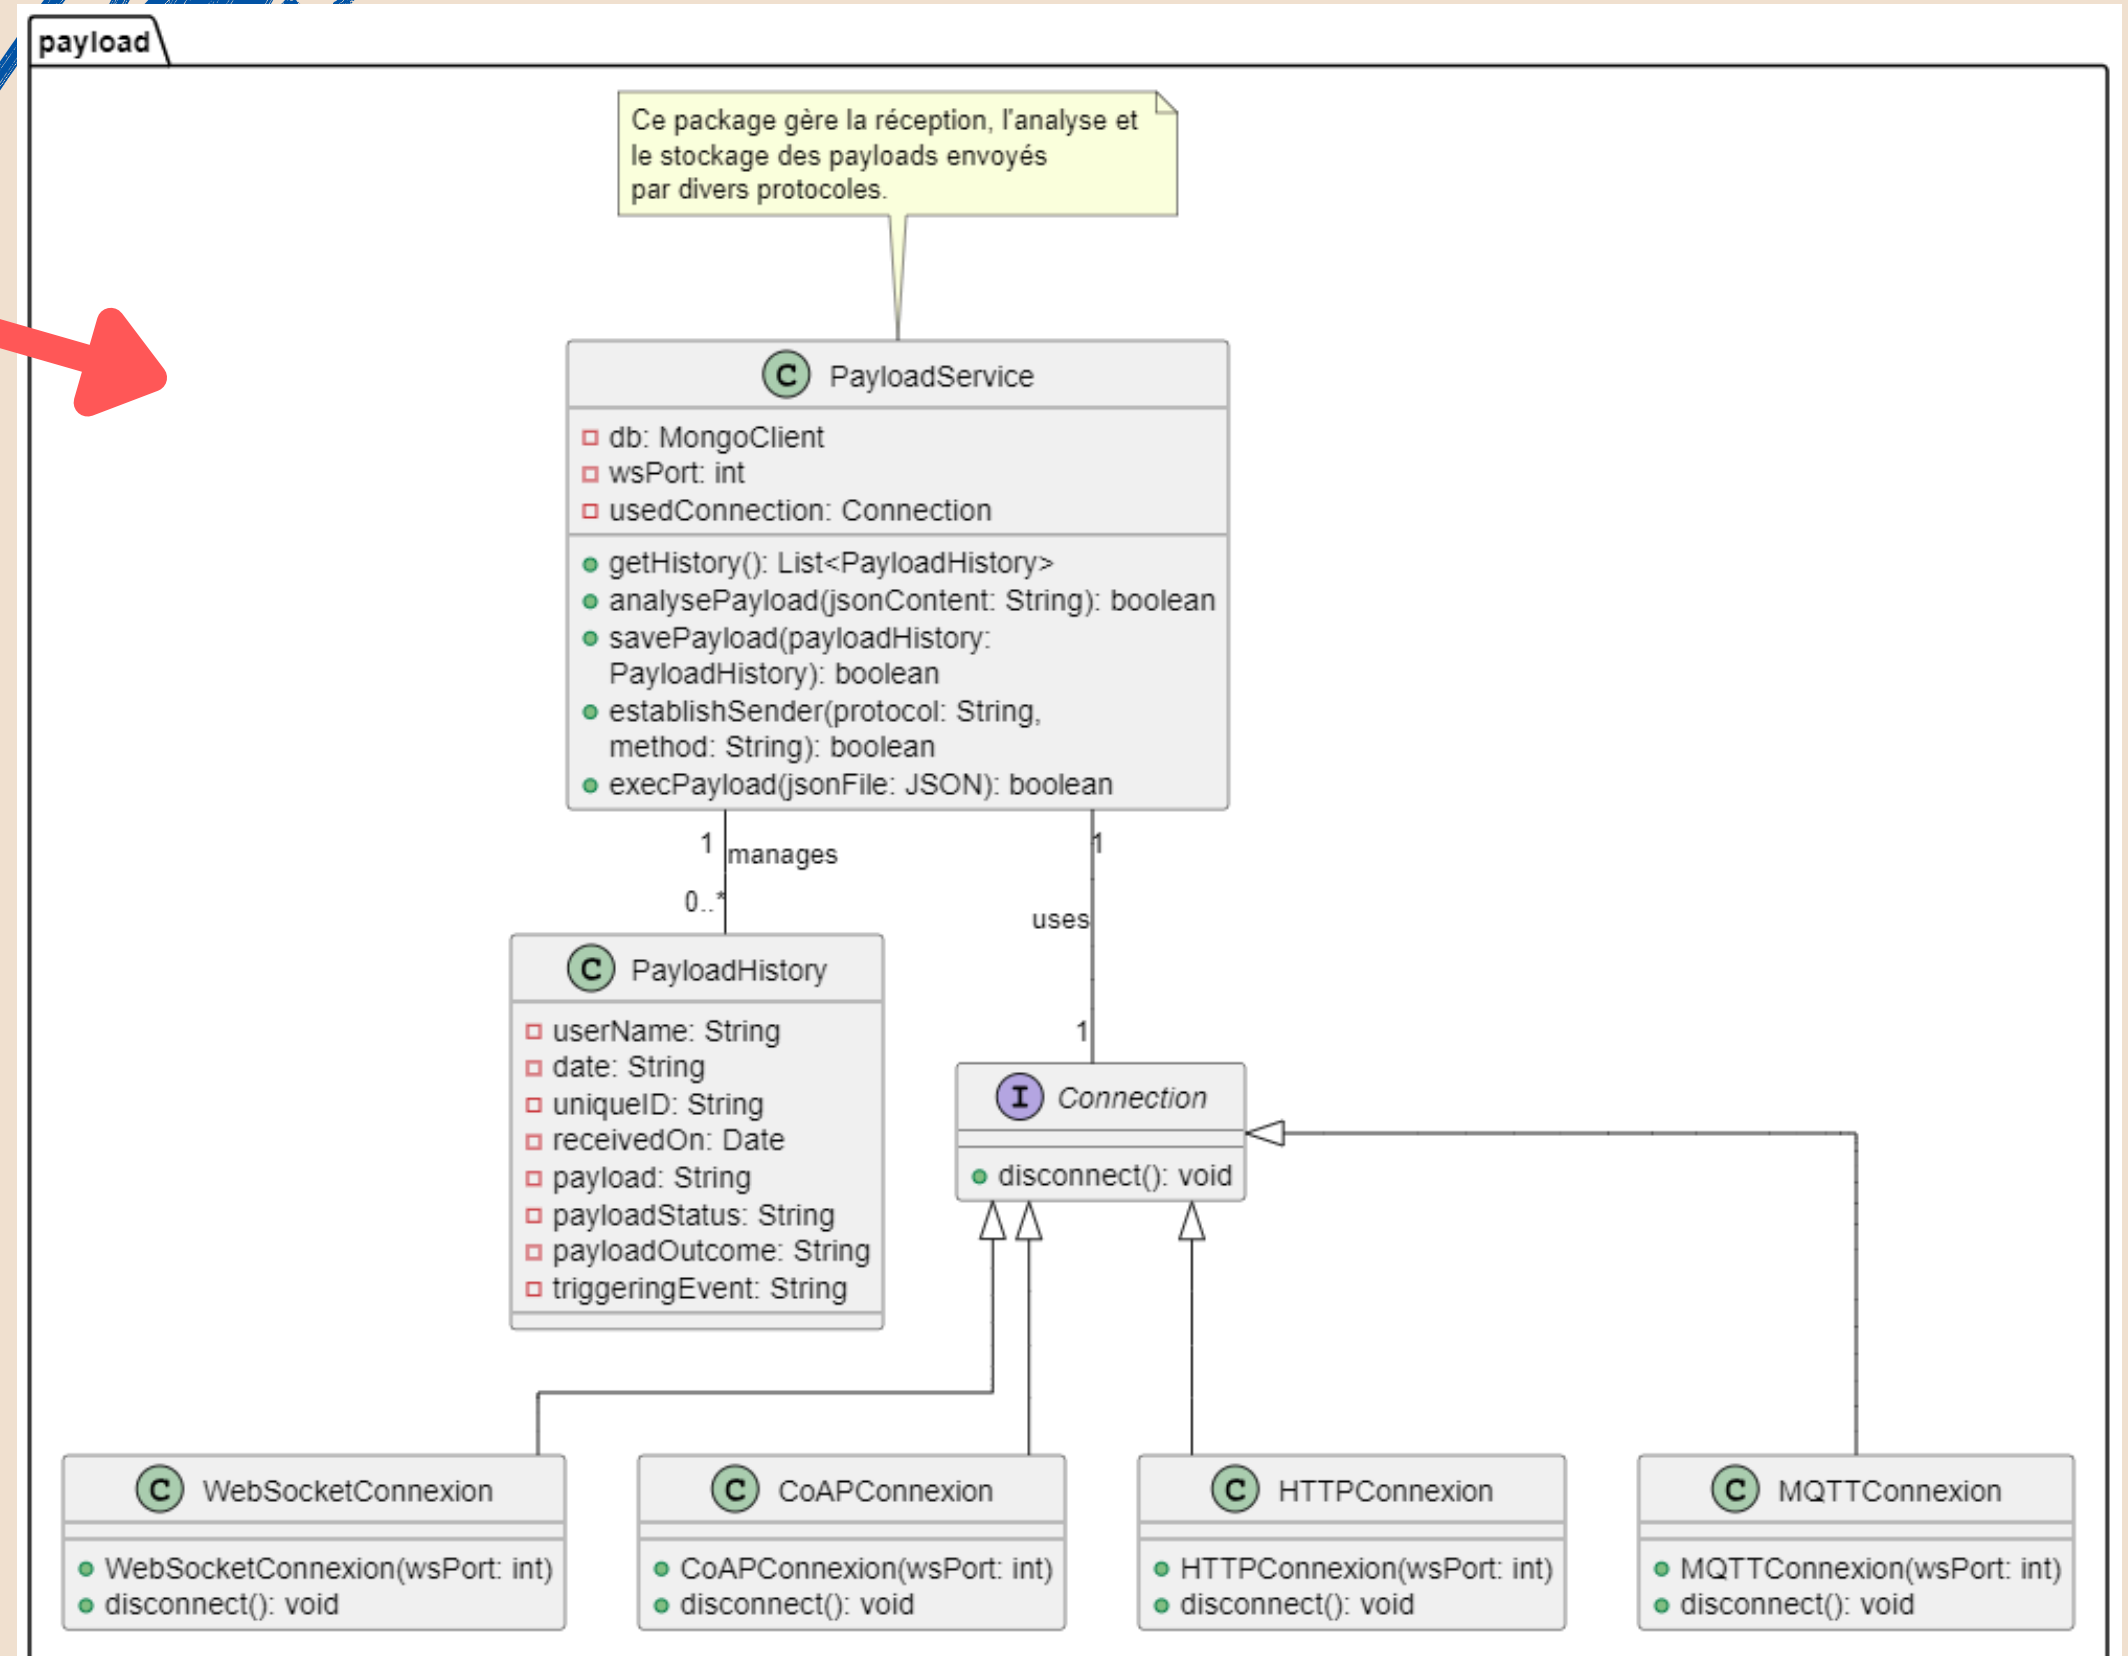 payload
Ce package gère la réception, l'analyse et
le stockage des payloads envoyés
par divers protocoles.
C PayloadService
db: MongoClient
wsPort: int
usedConnection: Connection
getHistory(): List<PayloadHistory>
analysePayload(jsonContent: String): boolean
savePayload(payloadHistory:
PayloadHistory): boolean
establishSender(protocol: String,
method: String): boolean
execPayload(jsonFile: JSON): boolean
1
manages
0..*
1
uses
1
C PayloadHistory
userName: String
date: String
uniqueID: String
receivedOn: Date
payload: String
payloadStatus: String
payloadOutcome: String
triggeringEvent: String
I Connection
disconnect(): void
C WebSocketConnexion
WebSocketConnexion(wsPort: int)
disconnect(): void
C CoAPConnexion
CoAPConnexion(wsPort: int)
disconnect(): void
C HTTPConnexion
HTTPConnexion(wsPort: int)
disconnect(): void
C MQTTConnexion
MQTTConnexion(wsPort: int)
disconnect(): void